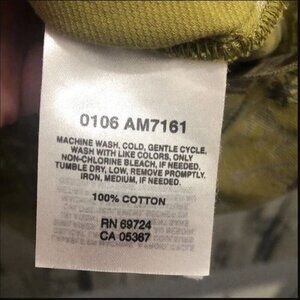 0106 AM7161
MACHINE WASH, COLD, GENTLE CYCLE,
WASH WITH LIKE COLORS, ONLY
NON-CHLORINE BLEACH, IF NEEDED,
TUMBLE DRY, LOW, REMOVE PROMPTLY.
IRON, MEDIUM, IF NEEDED.
100% COTTON
RN 69724
CA 05367